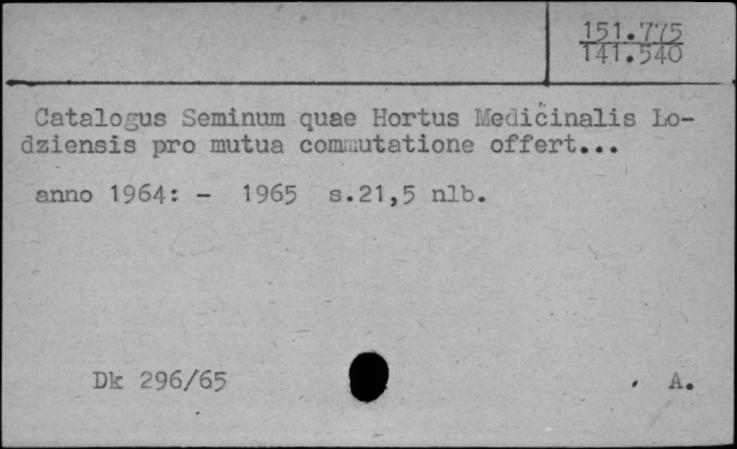 151.775
141.540
Catalogus Seminum quae Hortus Medicinalis Lo-
dziensis pro mutua commutatione offert...
anno 1964: - 1965 s.21,5 nlb.
Dk 296/65
A.